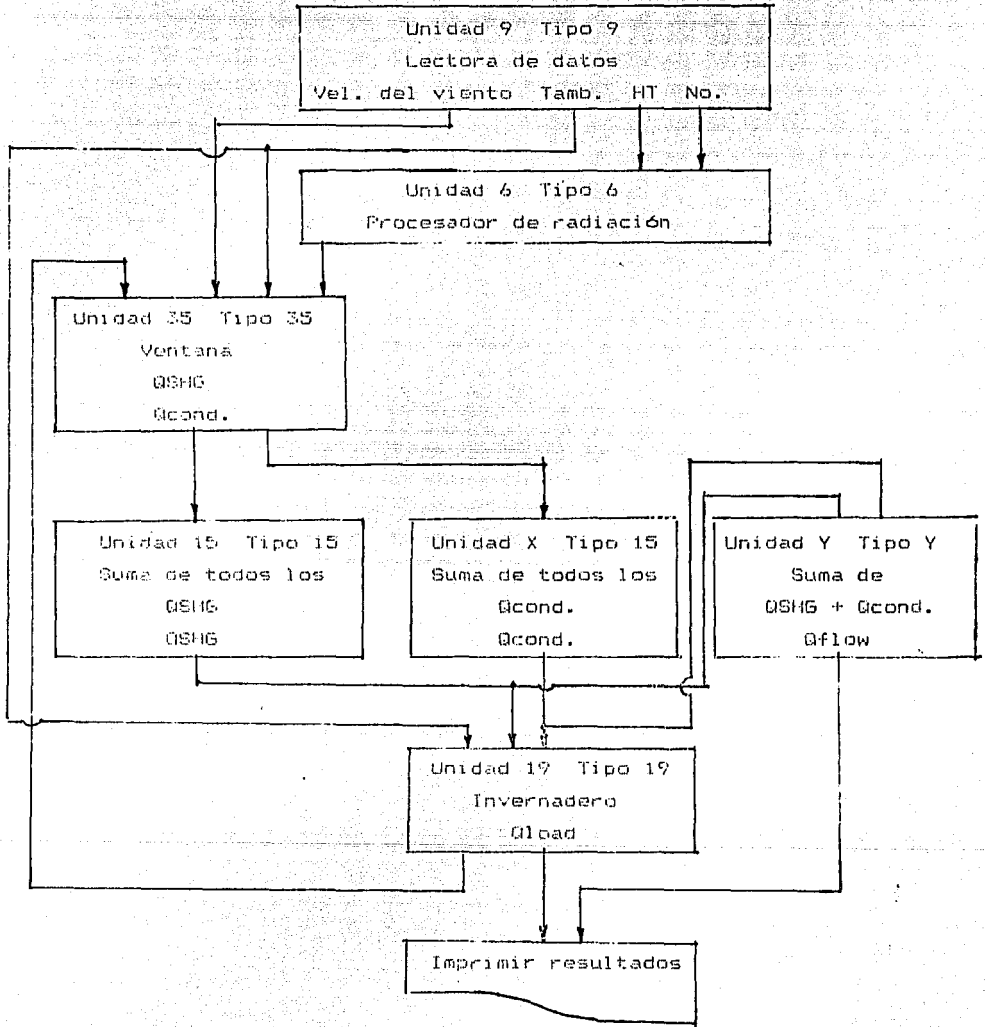 Unidad 9 Tipo 9
Lectora de datos
Vel. del viento Tamb. HT No.
Unidad 6 Tipo 6
Procesador de radiación
Unidad 35 Tipo 35
Ventana
QSHG
Qcond.
Unidad 15 Tipo 15
Suma de todos los
QSHG
QSHG
Unidad X Tipo 15
Suma de todos los
Qcond.
Qcond.
Unidad Y Tipo Y
Suma de
QSHG + Qcond.
Qflow
Unidad 19 Tipo 19
Invernadero
Qload
Imprimir resultados